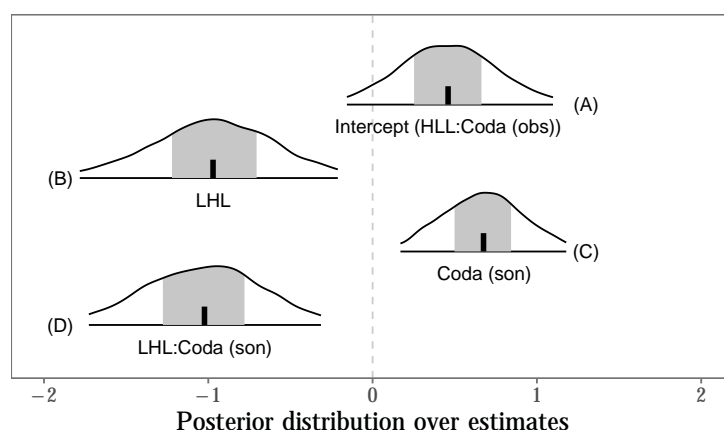 (A)
Intercept (HLL:Coda (obs))
(B)
LHL
(C)
Coda (son)
(D)
LHL:Coda (son)
−2 −1 0 1 2
Posterior distribution over estimates